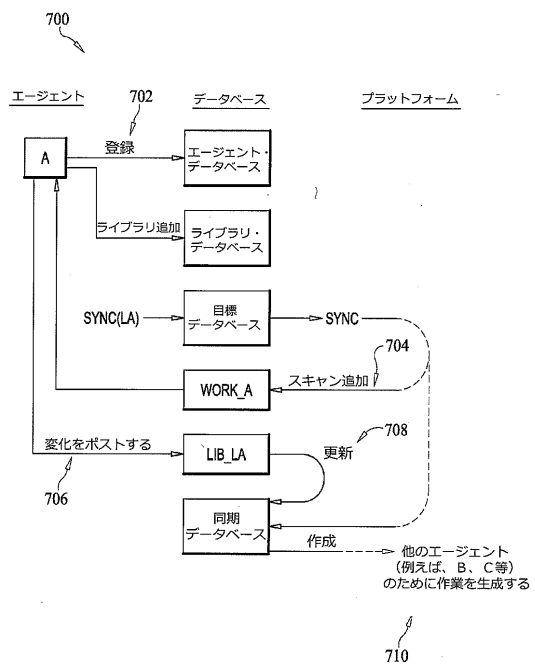 700
エージェント
702
データベース
プラットフォーム
A
登録
エージェント・
データベース
ライブラリ追加
ライブラリ・
データベース
SYNC(LA)
目標
データベース
SYNC
704
スキャン追加
WORK_A
変化をポストする
706
LIB_LA
更新
708
同期
データベース
作成
他のエージェント
(例えば、B、C等)
のために作業を生成する
710